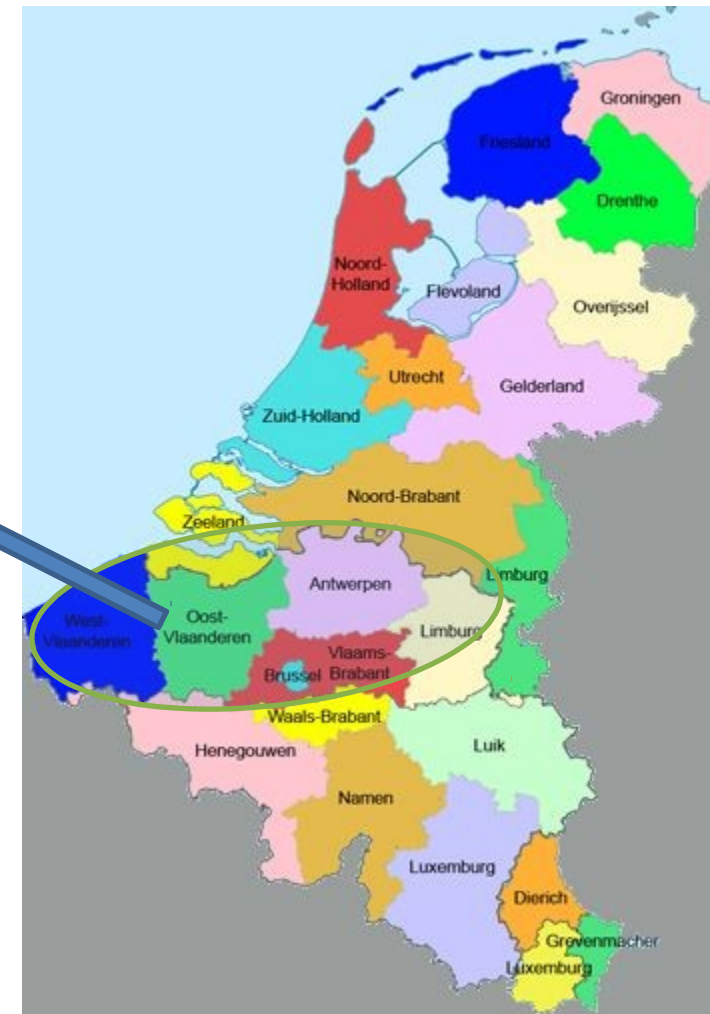 Groningen
Friesland
Drenthe
Noord-
Holland
Flevoland
Overijssel
Utrecht
Gelderland
Zuid-Holland
Noord-Brabant
Zeeland
Antwerpen
Limburg
West-
Vlaanderen
Oost-
Vlaanderen
Limburg
Vlaams-
Brabant
Brussel
Waals-Brabant
Henegouwen
Luik
Namen
Luxemburg
Dierich
Grevenmacher
Luxemburg